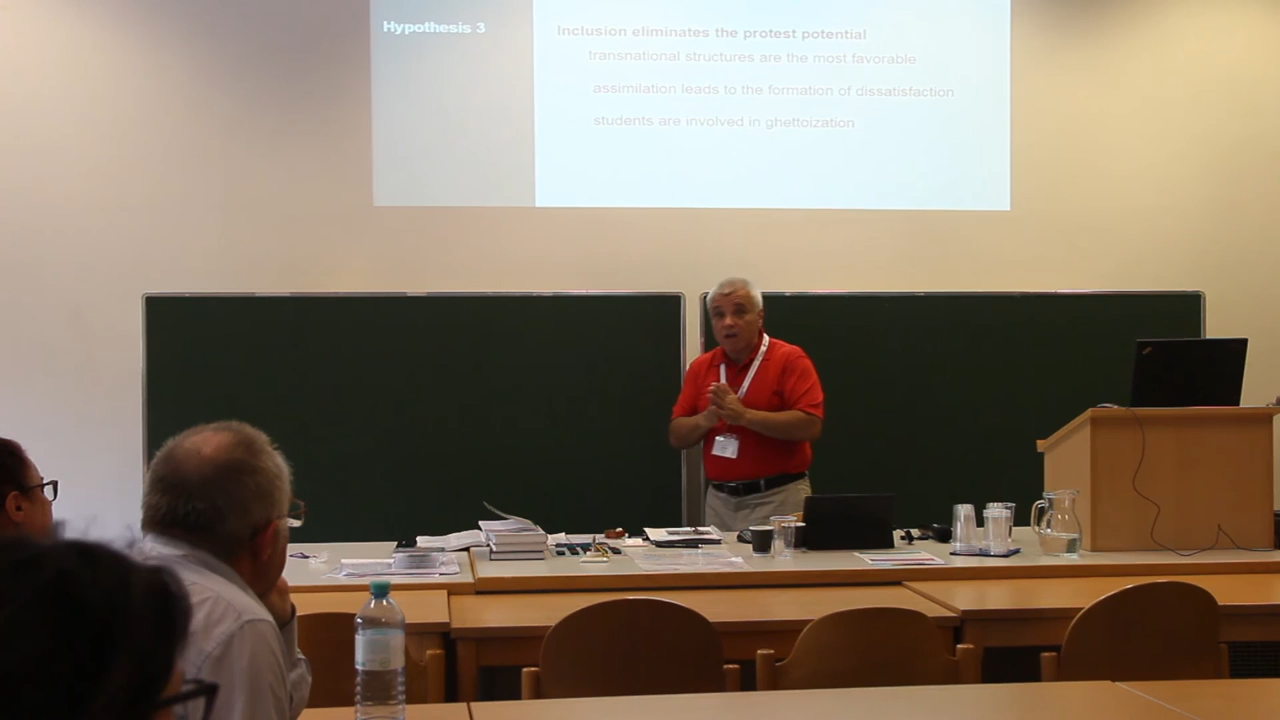 Hypothesis 3
Inclusion eliminates the protest potential
transnational structures are the most favorable
assimilation leads to the formation of dissatisfaction
students are involved in ghettoization